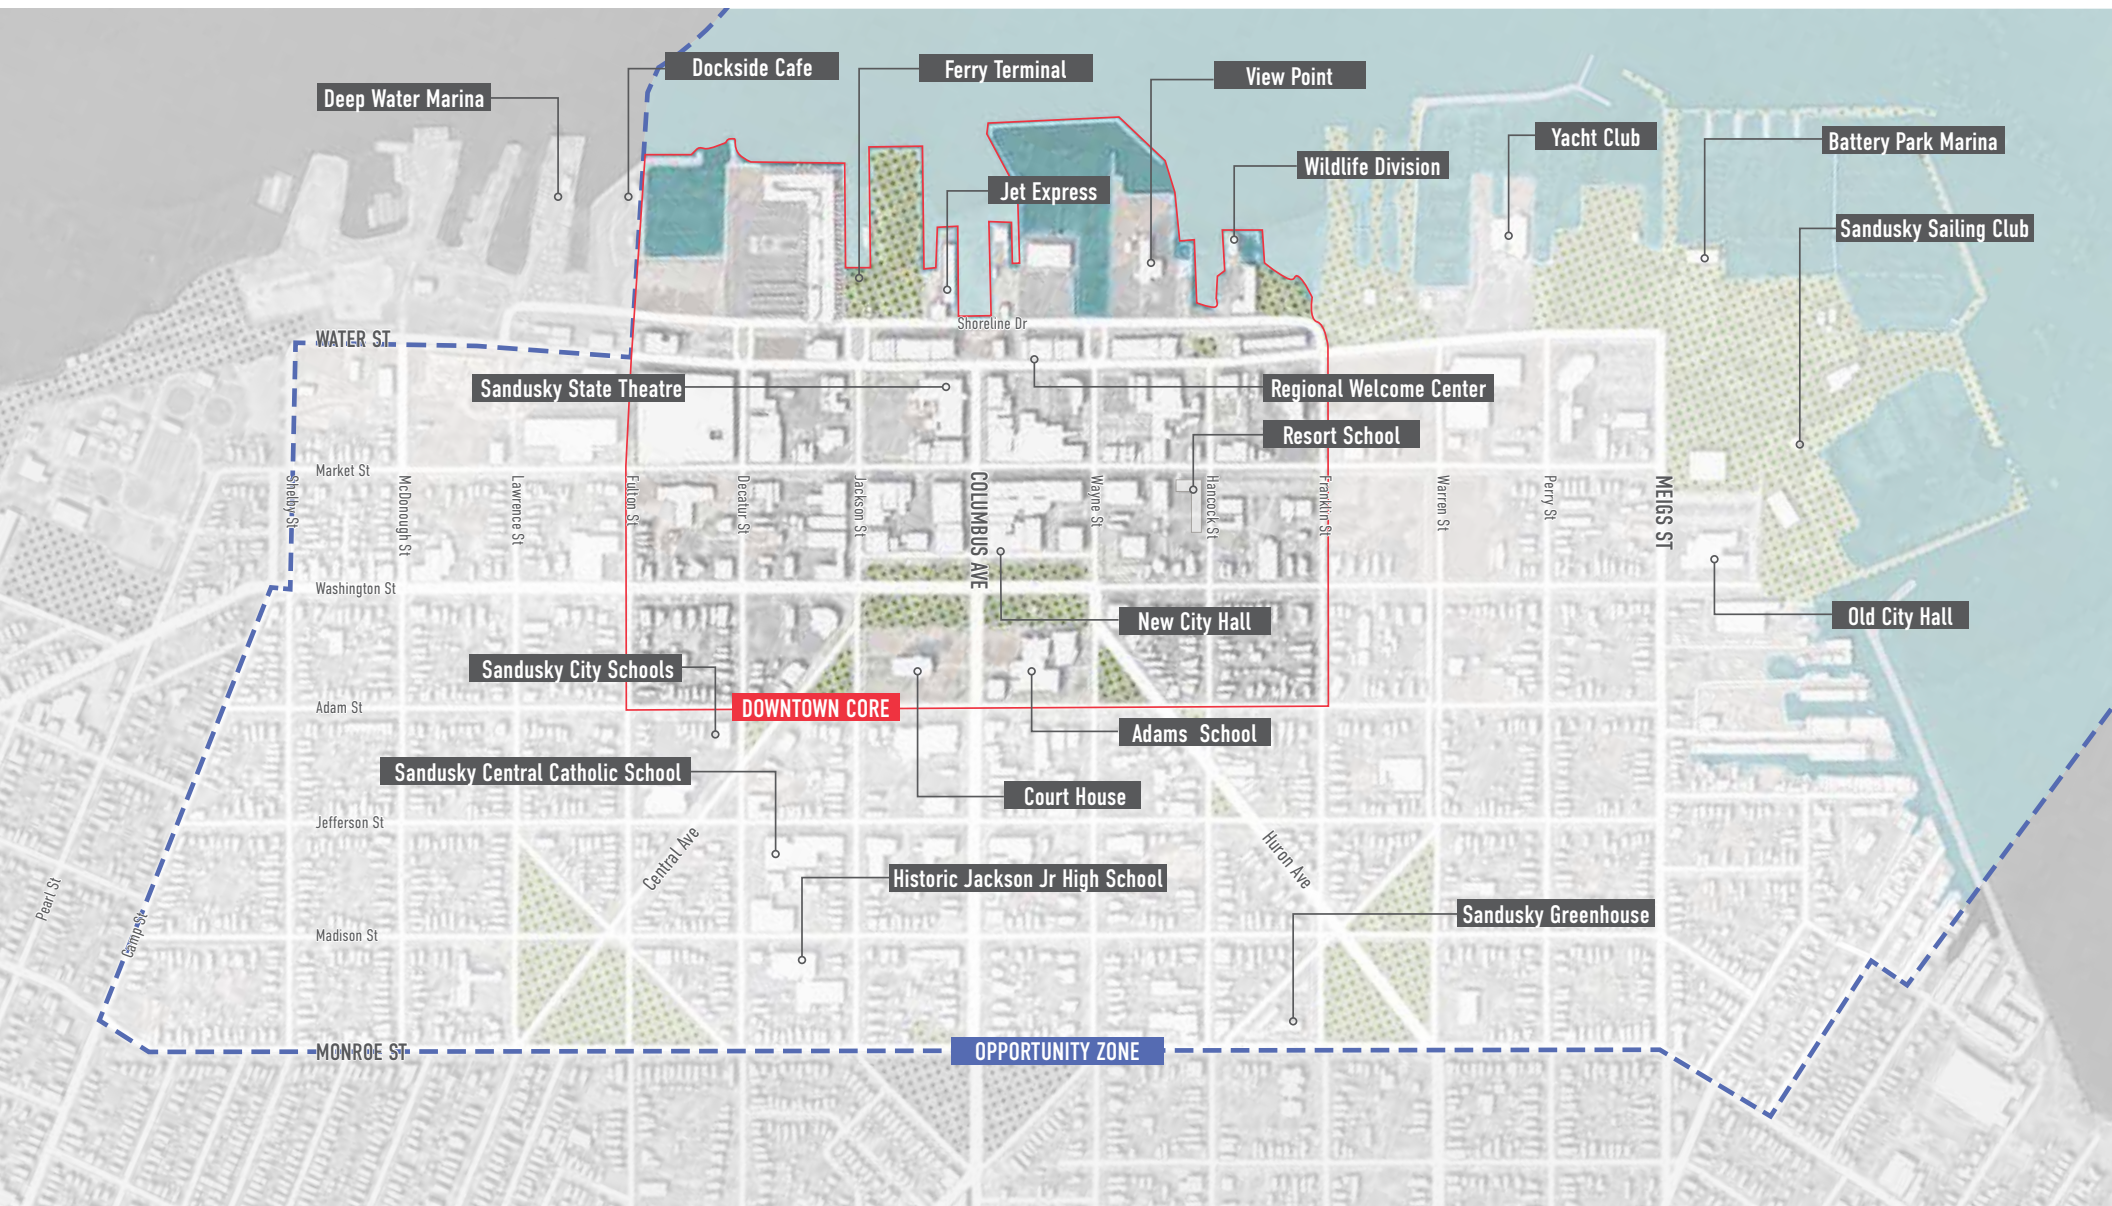 Dockside Cafe
Ferry Terminal
View Point
Deep Water Marina
Yacht Club
Battery Park Marina
Wildlife Division
Jet Express
Sandusky Sailing Club
Shoreline Dr
WATER ST
Sandusky State Theatre
Regional Welcome Center
Resort School
Market St
Shelby St
McDonough St
Lawrence St
Fulton St
Decatur St
Jackson St
COLUMBUS AVE
Wayne St
Hancock St
Franklin St
Warren St
Perry St
MEIGS ST
Washington St
New City Hall
Old City Hall
Sandusky City Schools
Adam St
DOWNTOWN CORE
Adams School
Sandusky Central Catholic School
Court House
Jefferson St
Central Ave
Huron Ave
Historic Jackson Jr High School
Pearl St
Camp St
Sandusky Greenhouse
Madison St
MONROE ST
OPPORTUNITY ZONE